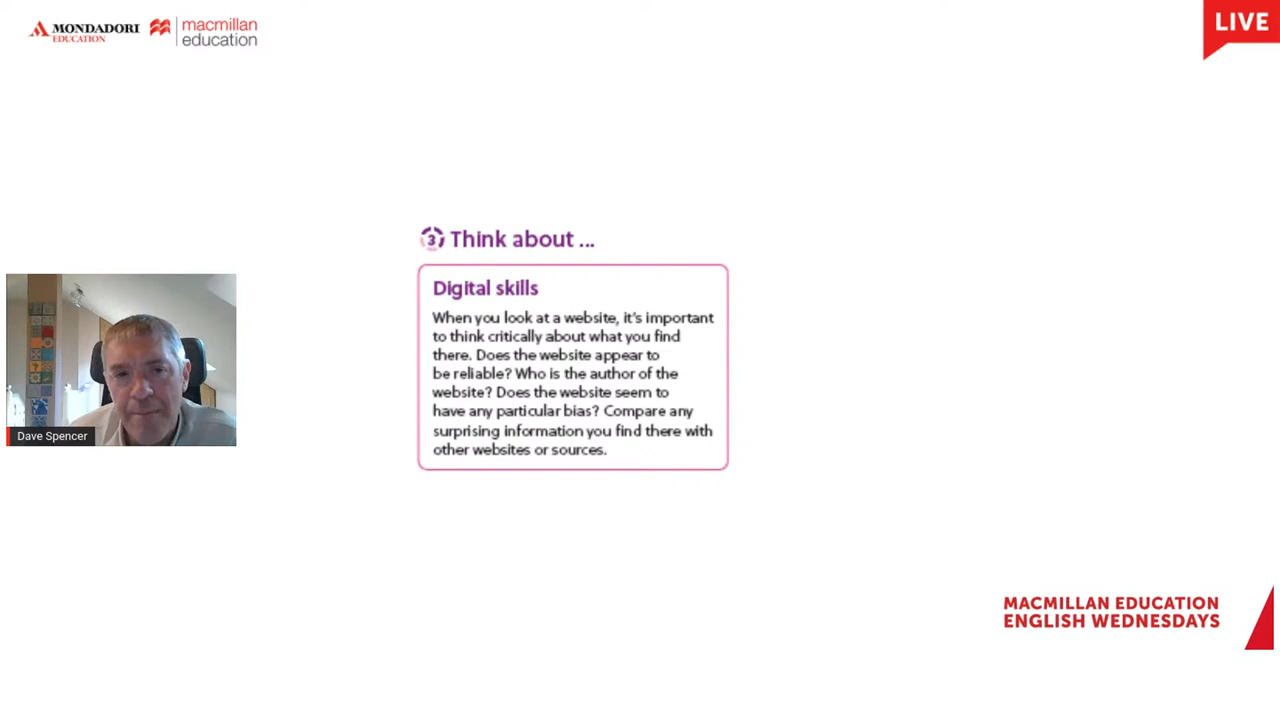 MONDADORI
EDUCATION
macmillan
education
LIVE
3 Think about ...
Digital skills
When you look at a website, it's important
to think critically about what you find
there. Does the website appear to
be reliable? Who is the author of the
website? Does the website seem to
have any particular bias? Compare any
surprising information you find there with
other websites or sources.
Dave Spencer
MACMILLAN EDUCATION
ENGLISH WEDNESDAYS